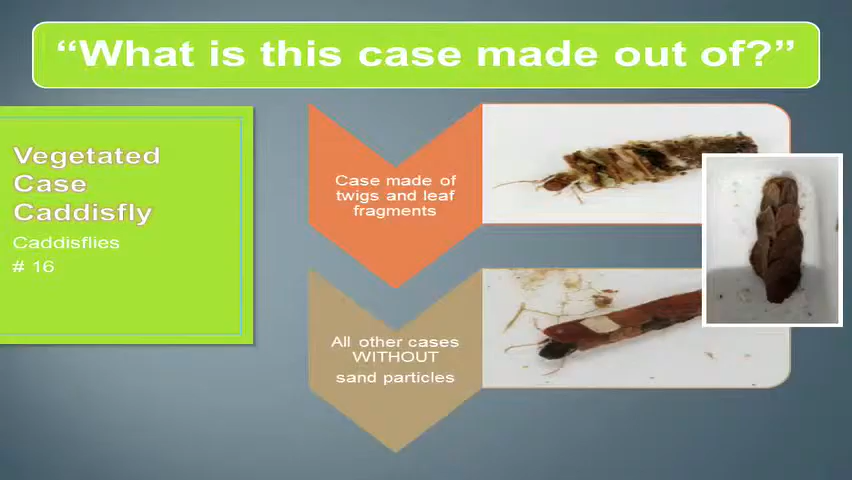 “What is this case made out of?”
Vegetated
Case
Caddisfly
Caddisflies
# 16
Case made of
twigs and leaf
fragments
All other cases
WITHOUT
sand particles